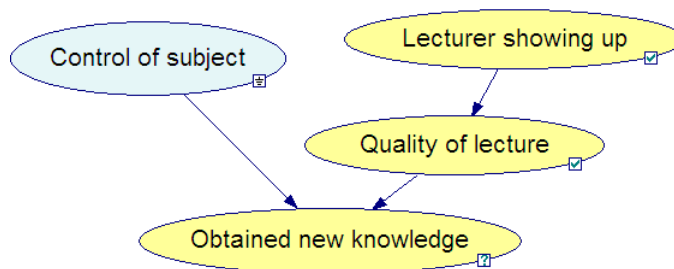 Lecturer showing up
Control of subject
Quality of lecture
Obtained new knowledge
?